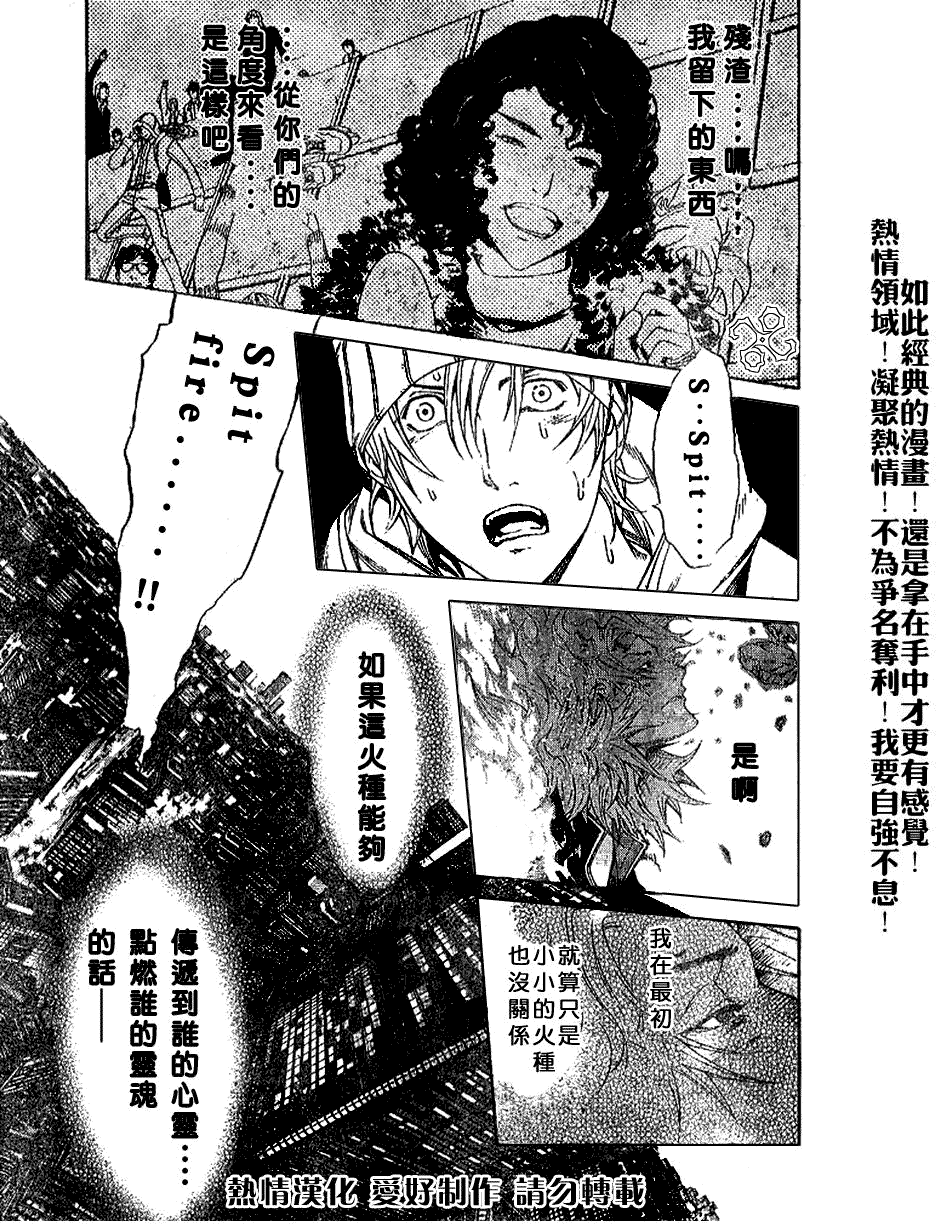 殘渣‥‥嗎‥‥
我留下的東西
‥‥從你們的
角度來看‥‥
是這樣吧
S‥Spit‥‥
Spit
fire‥‥‥‥!!
是啊
我在最初
就算只是
小小的火種
也沒關係
如果這火種能夠
傳遞到誰的心靈‥‥
點燃誰的靈魂
的話——
如此經典的漫畫！還是拿在手中才更有感覺！
熱情領域！凝聚熱情！不為爭名奪利！我要自強不息！
熱情漢化 愛好制作 請勿轉載